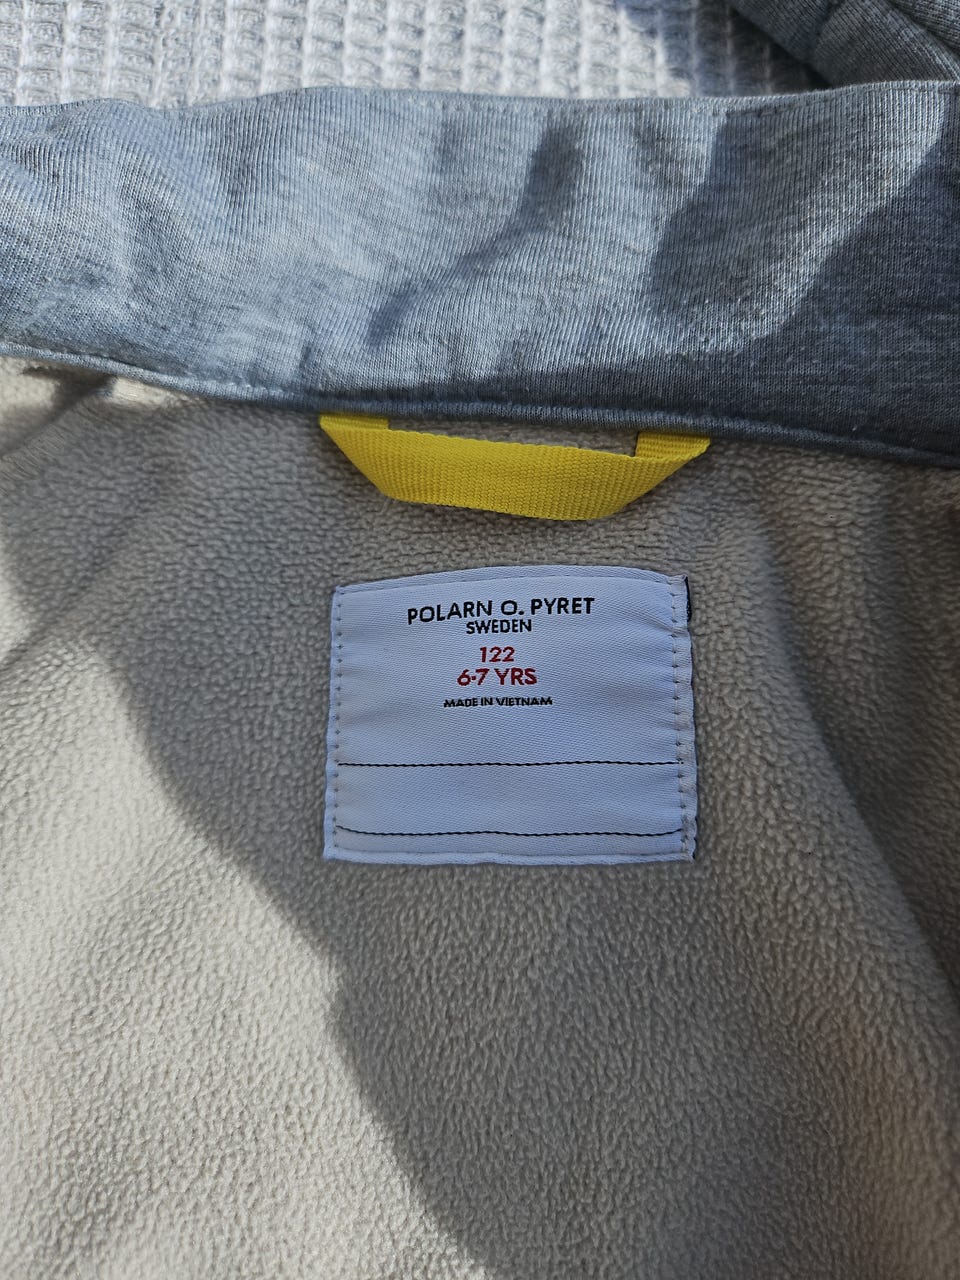 POLARN O. PYRET
SWEDEN
122
6-7 YRS
MADE IN VIETNAM